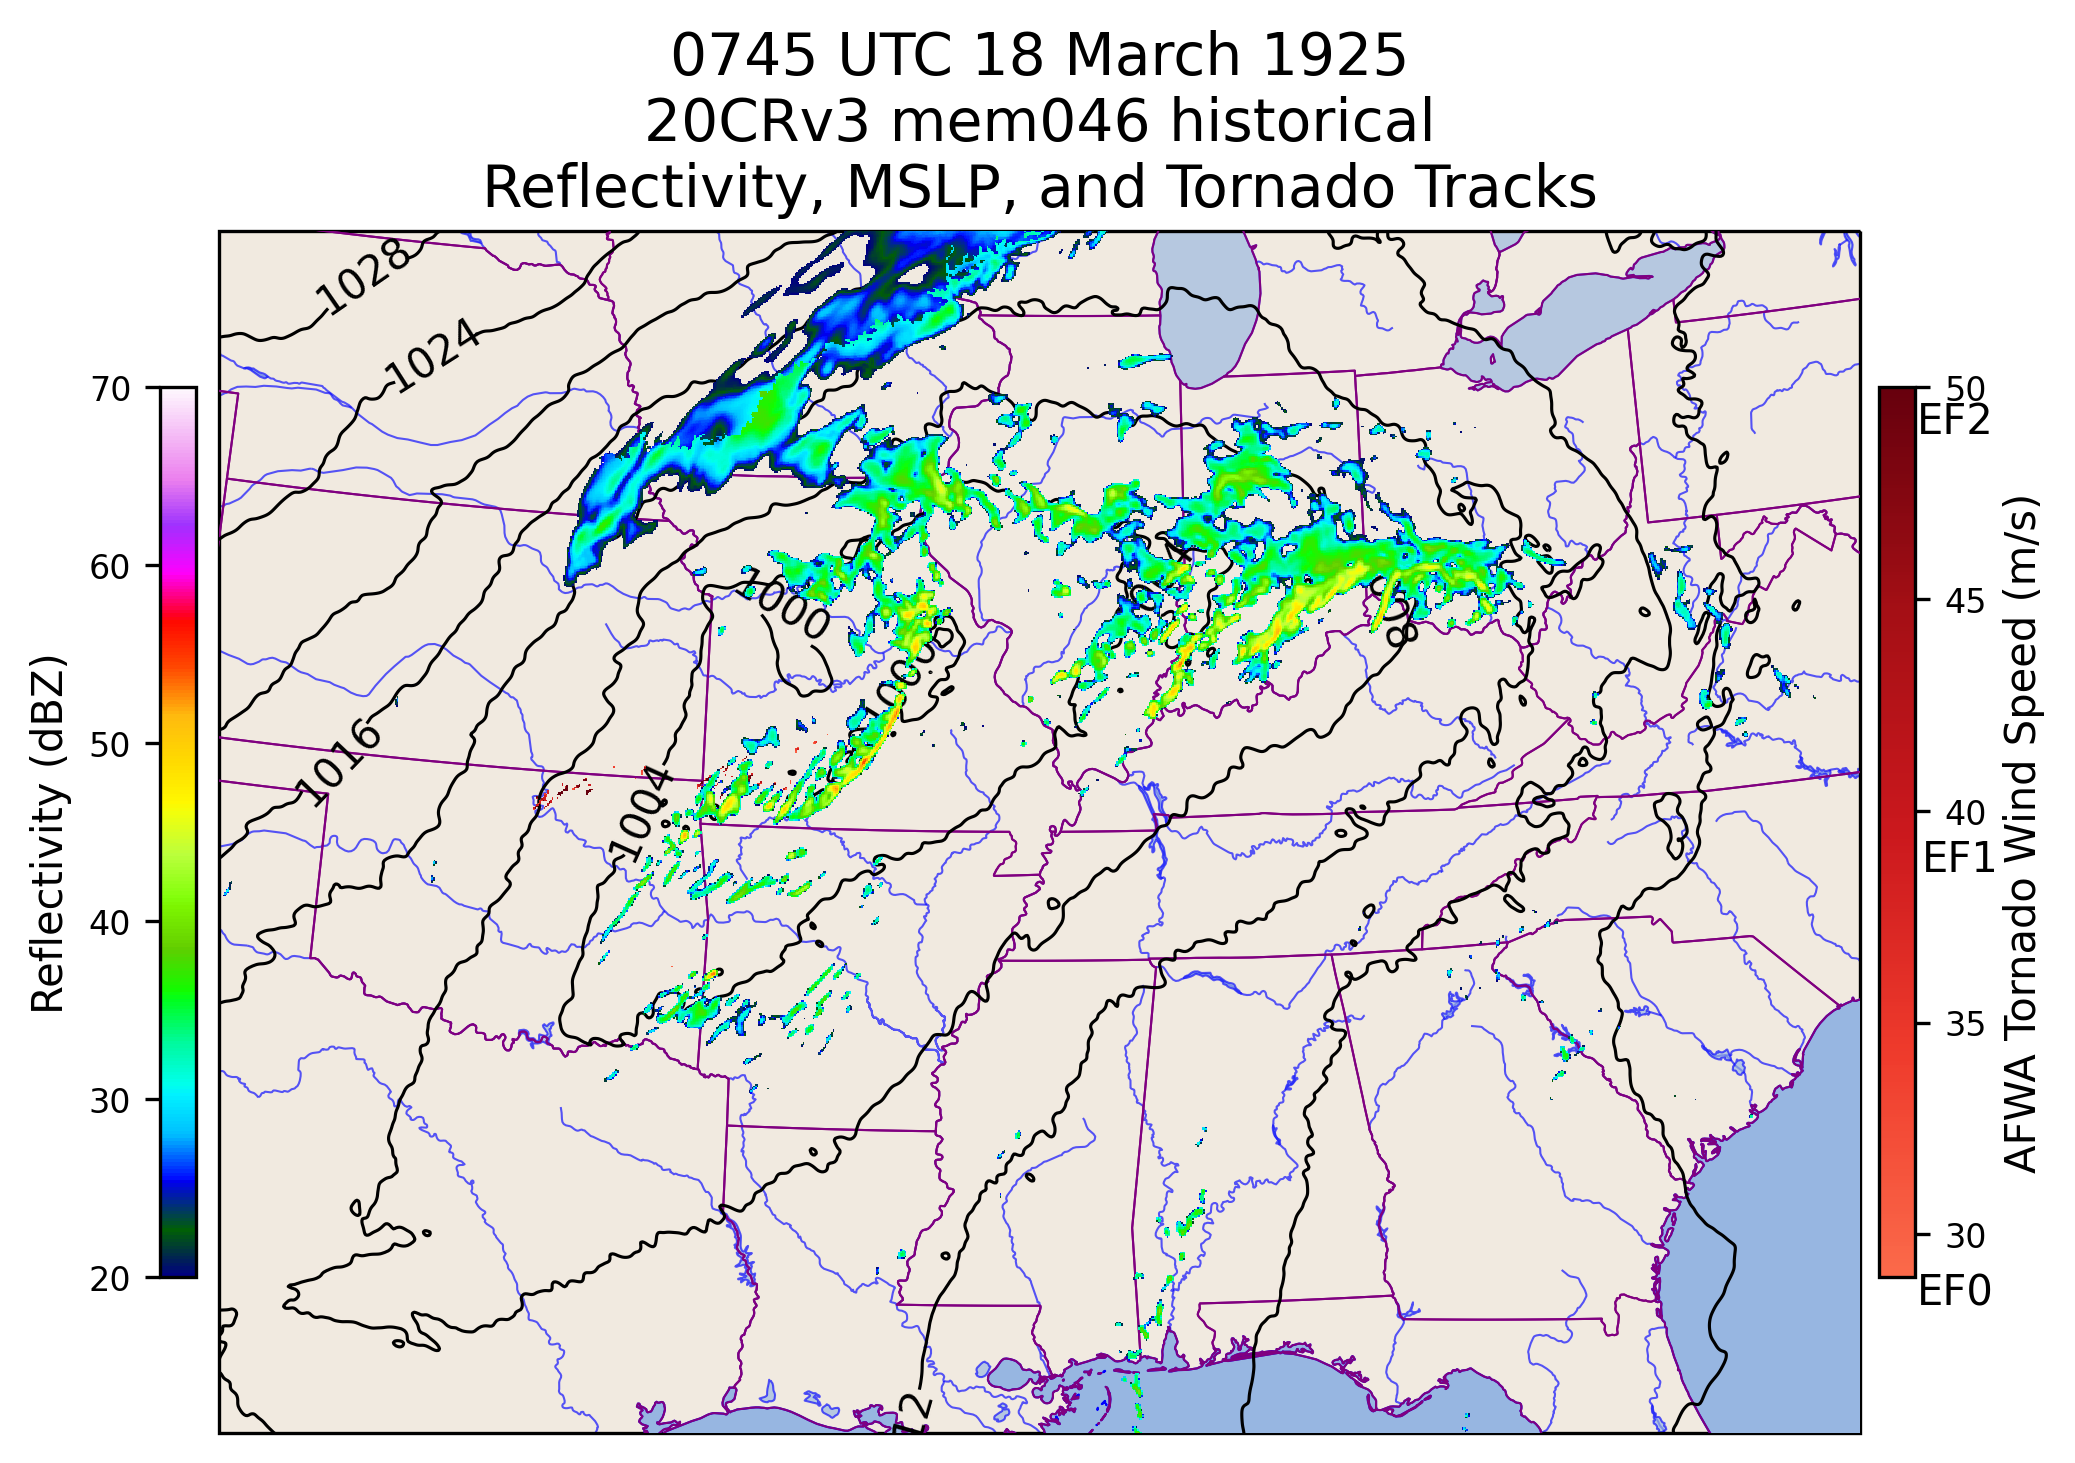 0745 UTC 18 March 1925
20CRv3 mem046 historical
Reflectivity, MSLP, and Tornado Tracks
1028
1024
1016
1000
1000
1004
1008
70
60
50
40
30
20
Reflectivity (dBZ)
50
EF2
45
40
EF1
35
30
EF0
AFWA Tornado Wind Speed (m/s)